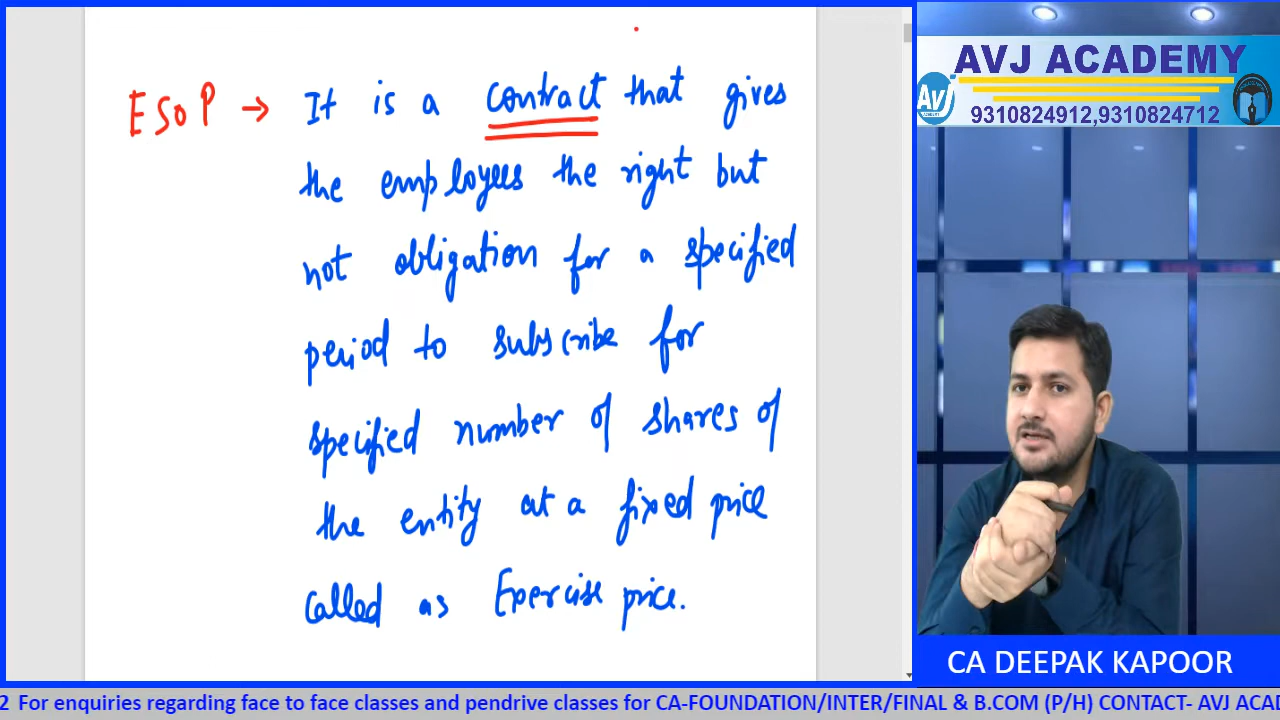 ESOP → It is a contract that gives
the employees the right but
not obligation for a specified
period to subscribe for
specified number of shares of
the entity at a fixed price
called as Exercise price.
AVJ ACADEMY
AVJ
9310824912,9310824712
CA DEEPAK KAPOOR
2 For enquiries regarding face to face classes and pendrive classes for CA-FOUNDATION/INTER/FINAL & B.COM (P/H) CONTACT- AVJ ACA